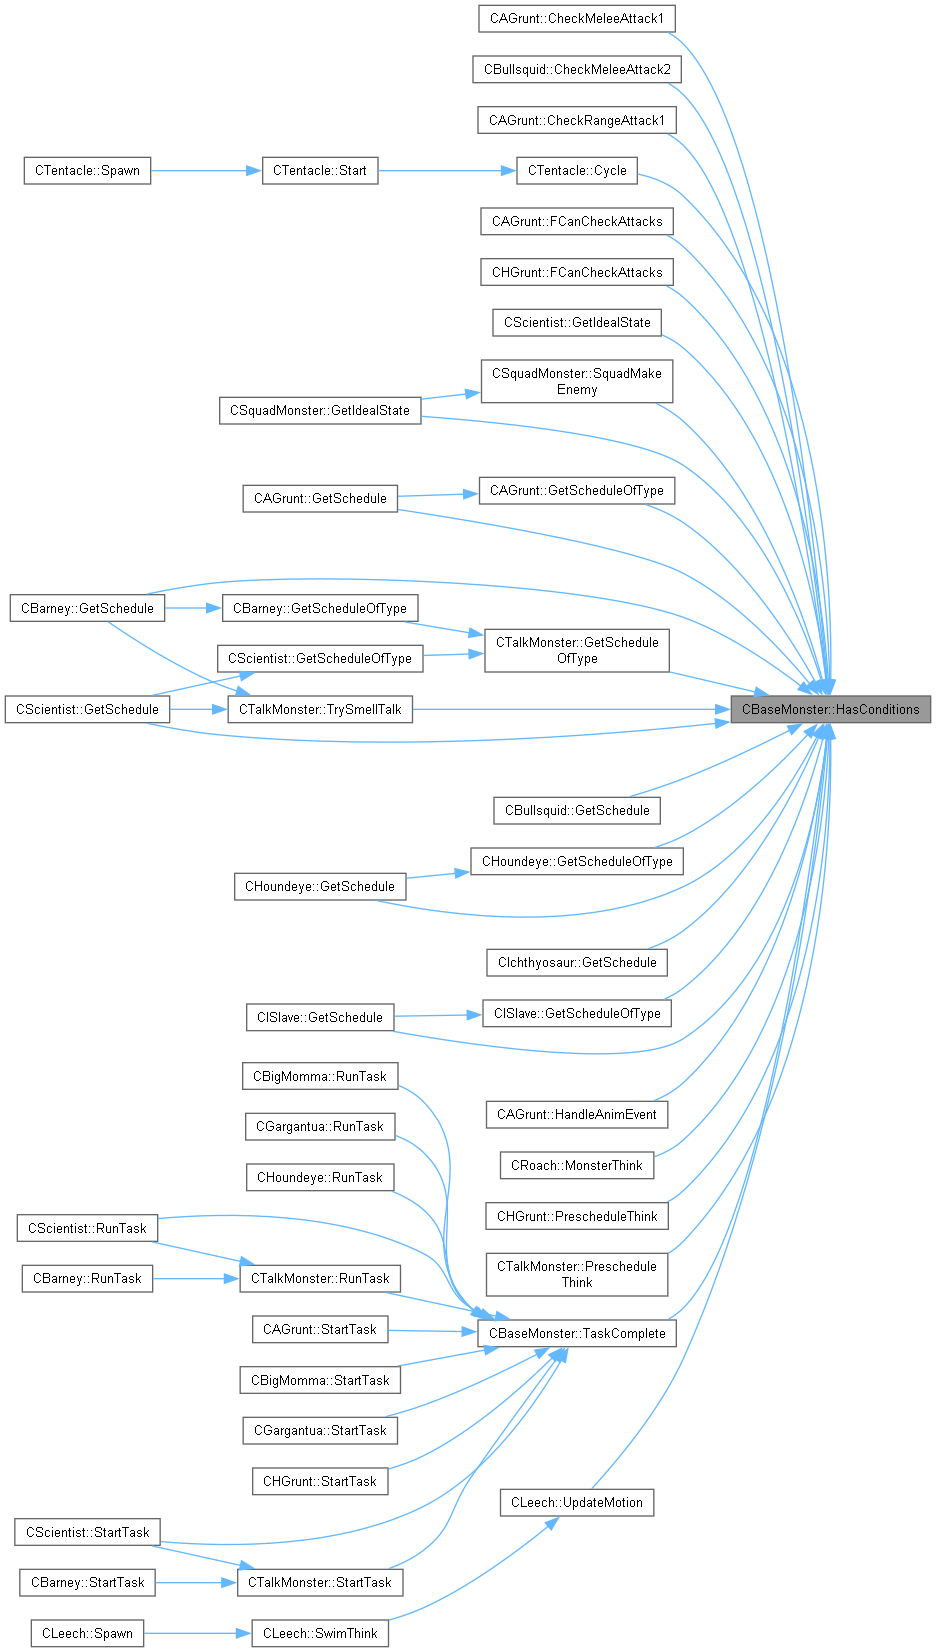 CAGrunt::CheckMeleeAttack1
CBullsquid::CheckMeleeAttack2
CAGrunt::CheckRangeAttack1
CTentacle::Spawn
CTentacle::Start
CTentacle::Cycle
CAGrunt::FCanCheckAttacks
CHGrunt::FCanCheckAttacks
CScientist::GetIdealState
CSquadMonster::SquadMake
Enemy
CSquadMonster::GetIdealState
CAGrunt::GetSchedule
CAGrunt::GetScheduleOfType
CBarney::GetSchedule
CBarney::GetScheduleOfType
CTalkMonster::GetSchedule
OfType
CScientist::GetScheduleOfType
CScientist::GetSchedule
CTalkMonster::TrySmellTalk
CBaseMonster::HasConditions
CBullsquid::GetSchedule
CHoundeye::GetScheduleOfType
CHoundeye::GetSchedule
CIchthyosaur::GetSchedule
CISlave::GetSchedule
CISlave::GetScheduleOfType
CBigMomma::RunTask
CAGrunt::HandleAnimEvent
CGargantua::RunTask
CRoach::MonsterThink
CHoundeye::RunTask
CHGrunt::PrescheduleThink
CScientist::RunTask
CTalkMonster::Preschedule
Think
CBarney::RunTask
CTalkMonster::RunTask
CAGrunt::StartTask
CBaseMonster::TaskComplete
CBigMomma::StartTask
CGargantua::StartTask
CHGrunt::StartTask
CLeech::UpdateMotion
CScientist::StartTask
CBarney::StartTask
CTalkMonster::StartTask
CLeech::Spawn
CLeech::SwimThink